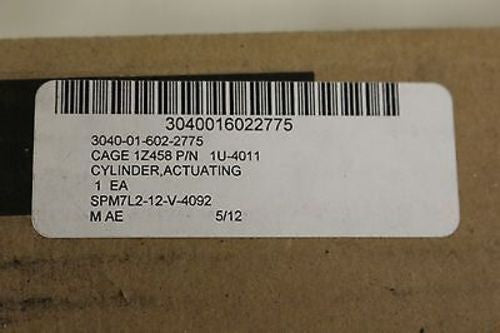 3040016022775
3040-01-602-2775
CAGE 1Z458 P/N 1U-4011
CYLINDER,ACTUATING
1 EA
SPM7L2-12-V-4092
M AE 5/12